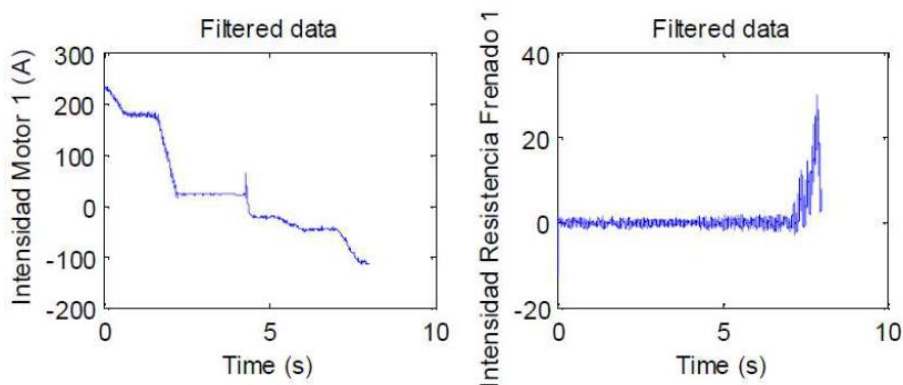 Filtered data
Intensidad Motor 1 (A)
300
200
100
0
-100
-200
0
5
10
Time (s)
Filtered data
Intensidad Resistencia Frenado 1
40
20
0
-20
0
5
10
Time (s)